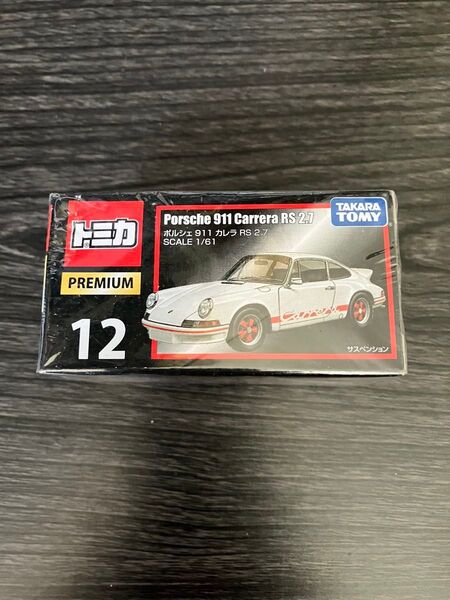 トミカ
PREMIUM
12
Porsche 911 Carrera RS 2.7
ポルシェ 911 カレラ RS 2.7
SCALE 1/61
TAKARA
TOMY
Carrera
サスペンション